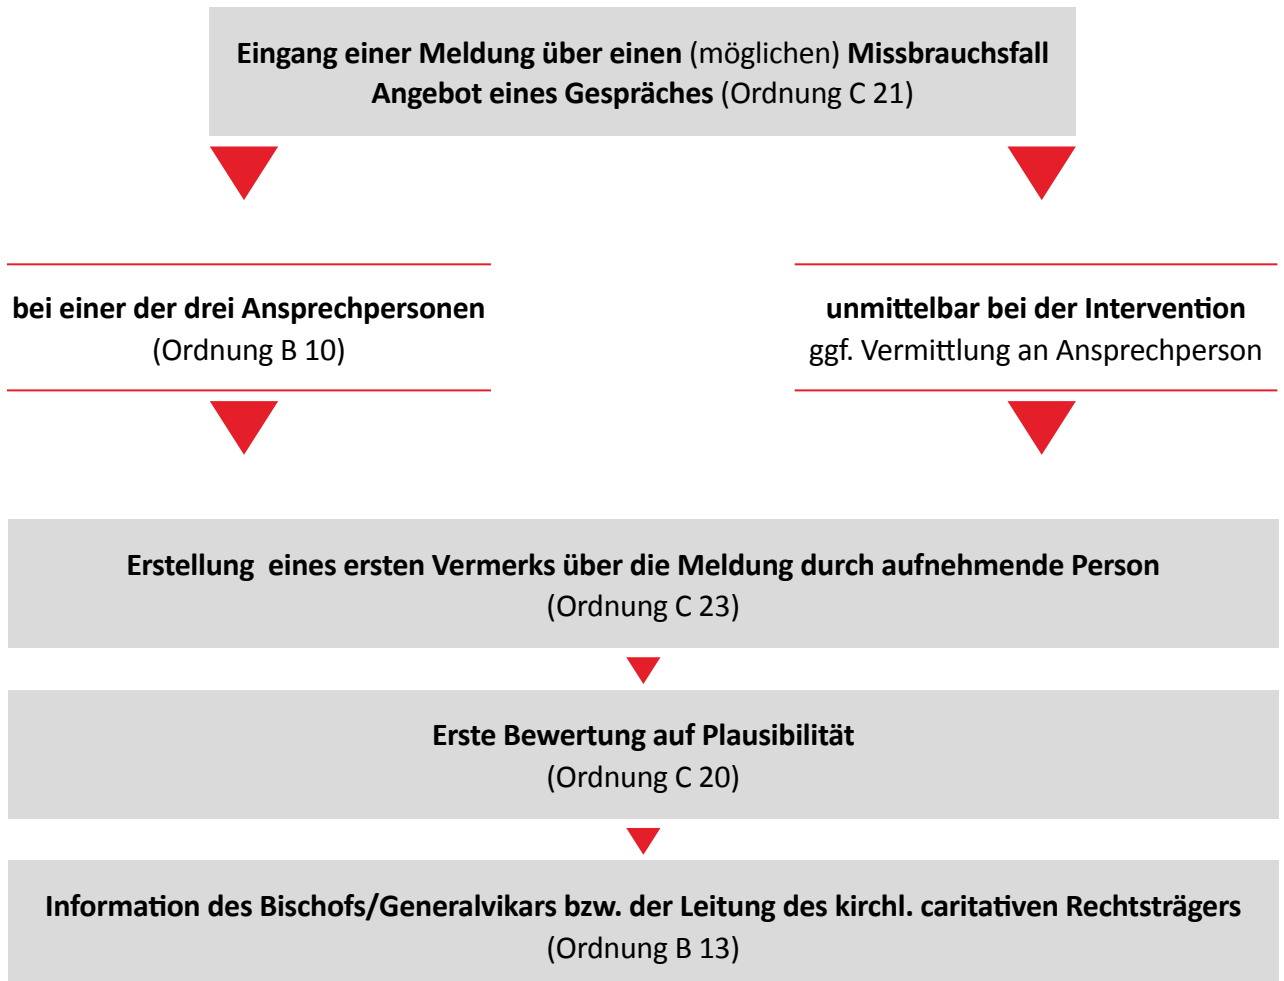 Eingang einer Meldung über einen (möglichen) Missbrauchsfall
Angebot eines Gespräches (Ordnung C 21)
bei einer der drei Ansprechpersonen
(Ordnung B 10)
unmittelbar bei der Intervention
ggf. Vermittlung an Ansprechperson
Erstellung  eines ersten Vermerks über die Meldung durch aufnehmende Person
(Ordnung C 23)
Erste Bewertung auf Plausibilität
(Ordnung C 20)
Information des Bischofs/Generalvikars bzw. der Leitung des kirchl. caritativen Rechtsträgers
(Ordnung B 13)